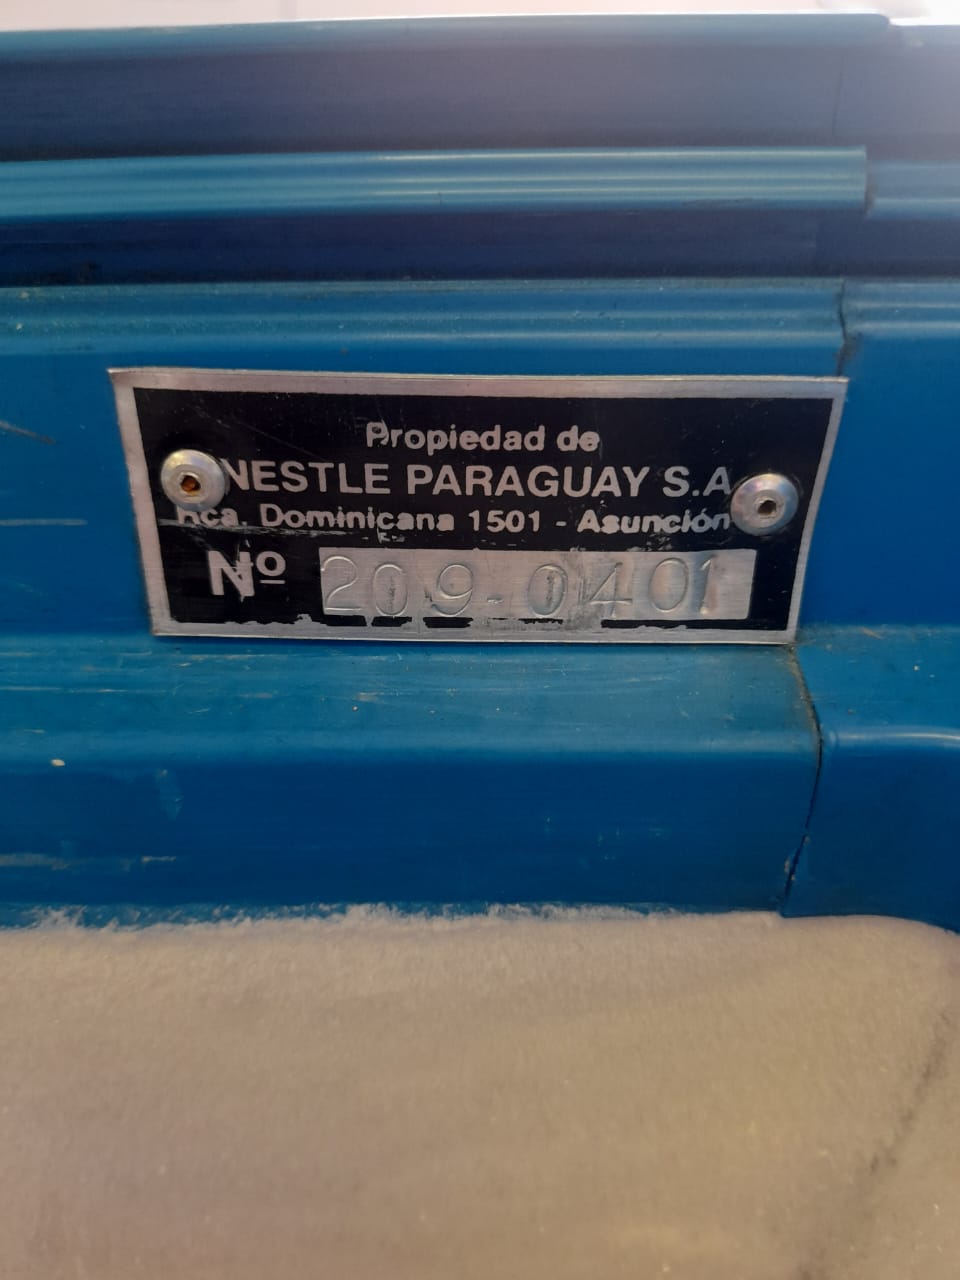 Propiedad de
NESTLE PARAGUAY S.A
Rca. Dominicana 1501 - Asunción
Nº 209-0401